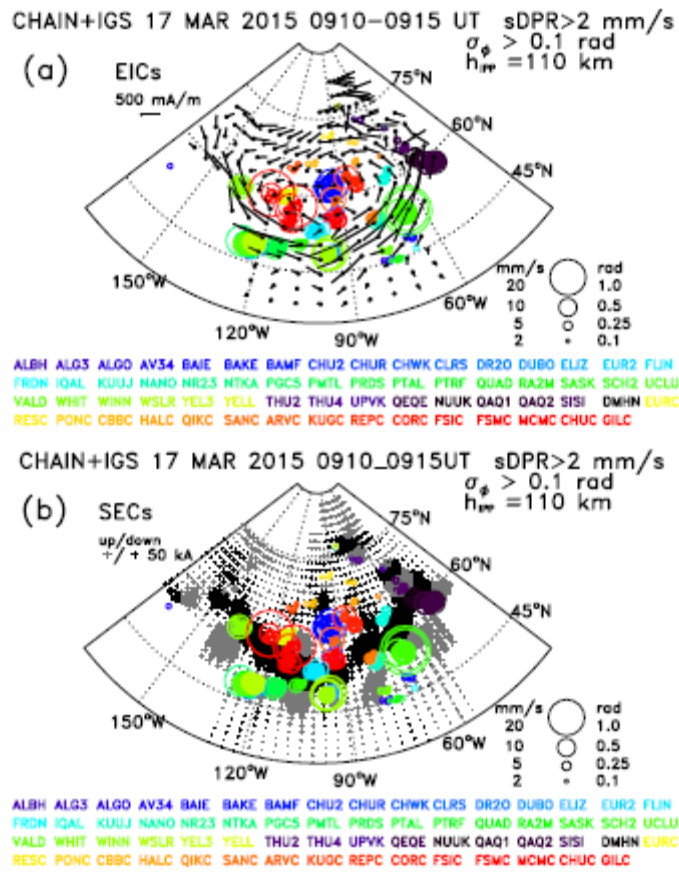 CHAIN+IGS 17 MAR 2015 0910-0915 UT sDPR>2 mm/s
σφ > 0.1 rad
(a) EICs hIPP =110 km
500 mA/m
75°N
60°N
45°N
150°W
120°W
90°W
60°W
mm/s rad
20 1.0
10 0.5
5 0.25
2 0.1
ALBH ALG3 ALGO AV34 BAIE BAKE BAMF CHU2 CHUR CHWK CLRS DR2O DUBO ELIZ EUR2 FLIN
FRDN IQAL KUUJ NANO NR23 NTKA PGC5 PMTL PRDS PTAL PTRF QUAD RA2M SASK SCH2 UCLU
VALD WHIT WINN WSLR YEL3 YELL THU2 THU4 UPVK QEQE NUUK QAQ1 QAQ2 SISI DMHN EURC
RESC PONC CBBC HALC QIKC SANC ARVC KUGC REPC CORC FSIC FSMC MCMC CHUC GILC
CHAIN+IGS 17 MAR 2015 0910_0915UT sDPR>2 mm/s
σφ > 0.1 rad
(b) SECs hIPP =110 km
up/down
+/+ 50 kA
75°N
60°N
45°N
150°W
120°W
90°W
60°W
mm/s rad
20 1.0
10 0.5
5 0.25
2 0.1
ALBH ALG3 ALGO AV34 BAIE BAKE BAMF CHU2 CHUR CHWK CLRS DR2O DUBO ELIZ EUR2 FLIN
FRDN IQAL KUUJ NANO NR23 NTKA PGC5 PMTL PRDS PTAL PTRF QUAD RA2M SASK SCH2 UCLU
VALD WHIT WINN WSLR YEL3 YELL THU2 THU4 UPVK QEQE NUUK QAQ1 QAQ2 SISI DMHN EURC
RESC PONC CBBC HALC QIKC SANC ARVC KUGC REPC CORC FSIC FSMC MCMC CHUC GILC